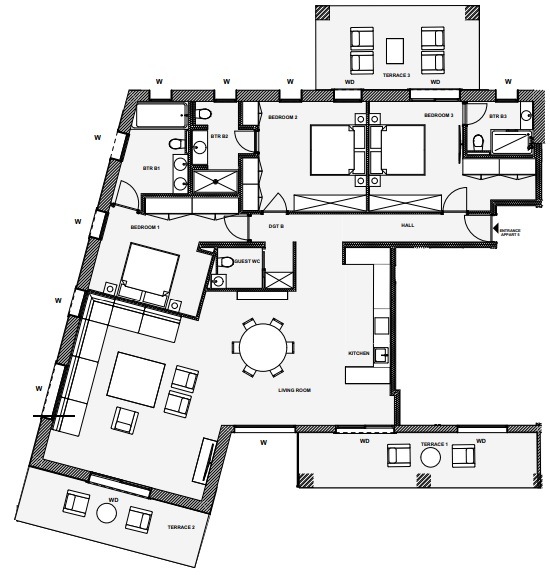 TERRACE 3
W
W
W
WD
WD
W
BEDROOM 2
BEDROOM 3
BTR B3
W
BTR B2
BTR B1
W
BEDROOM 1
DGT B
HALL
ENTRANCE
APPART 5
GUEST WC
W
KITCHEN
W
LIVING ROOM
W
WD
TERRACE 1
WD
WD
TERRACE 2